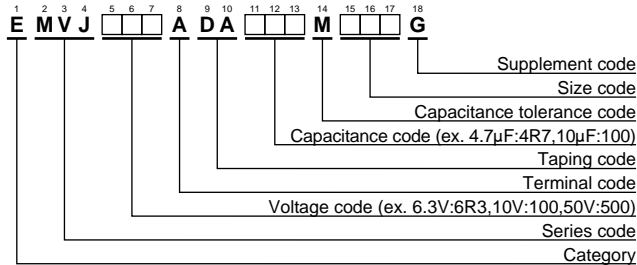 1 2 3 4 5 6 7 8 9 10 11 12 13 14 15 16 17 18
E M V J A D A M G
Supplement code
Size code
Capacitance tolerance code
Capacitance code (ex. 4.7μF:4R7,10μF:100)
Taping code
Terminal code
Voltage code (ex. 6.3V:6R3,10V:100,50V:500)
Series code
Category